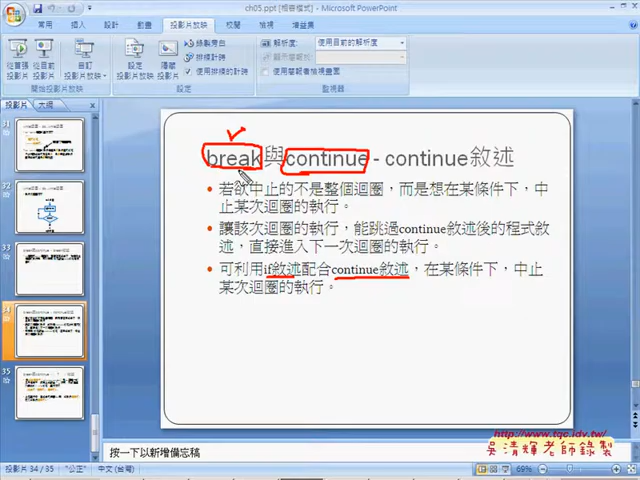 ch05.ppt [相容模式] - Microsoft PowerPoint
常用 插入 設計 動畫 投影片放映 校閱 檢視 增益集
從首張投影片 從目前投影片 自訂投影片放映 設定投影片放映 隱藏投影片
錄製旁白
排練計時
使用排練的計時
解析度: 使用目前的解析度
使用簡報者檢視畫面
開始投影片放映 設定 監視器
投影片 大綱
31
32
33
34
35
break與continue - continue敘述
若欲中止的不是整個迴圈，而是想在某條件下，中
止某次迴圈的執行。
讓該次迴圈的執行，能跳過continue敘述後的程式敘
述，直接進入下一次迴圈的執行。
可利用if敘述配合continue敘述，在某條件下，中止
某次迴圈的執行。
http://www.tqc.idv.tw/
吳清輝老師錄製
按一下以新增備忘稿
投影片 34 / 35 "公正" 中文 (台灣) 69%